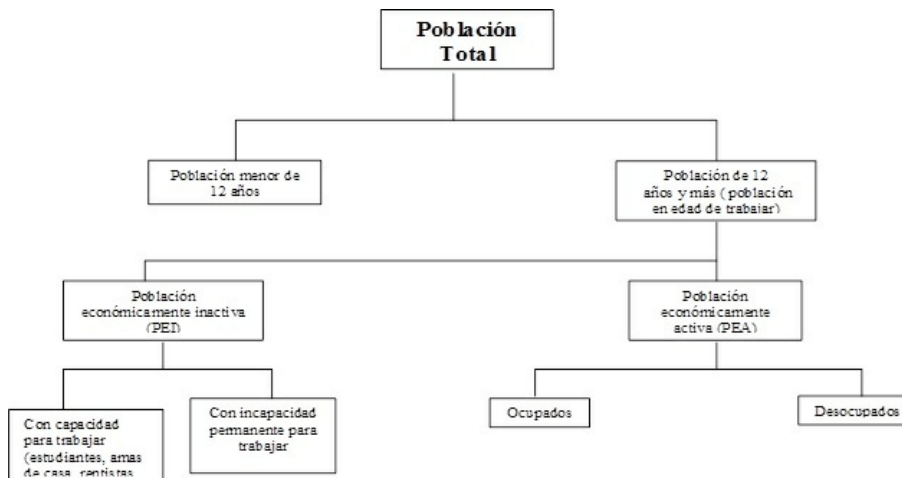 Población
Total
Población menor de
12 años
Población de 12
años y más ( población
en edad de trabajar)
Población
económicamente inactiva
(PEI)
Población
económicamente
activa (PEA)
Con capacidad
para trabajar
(estudiantes, amas
de casa, rentistas
Con incapacidad
permanente para
trabajar
Ocupados
Desocupados